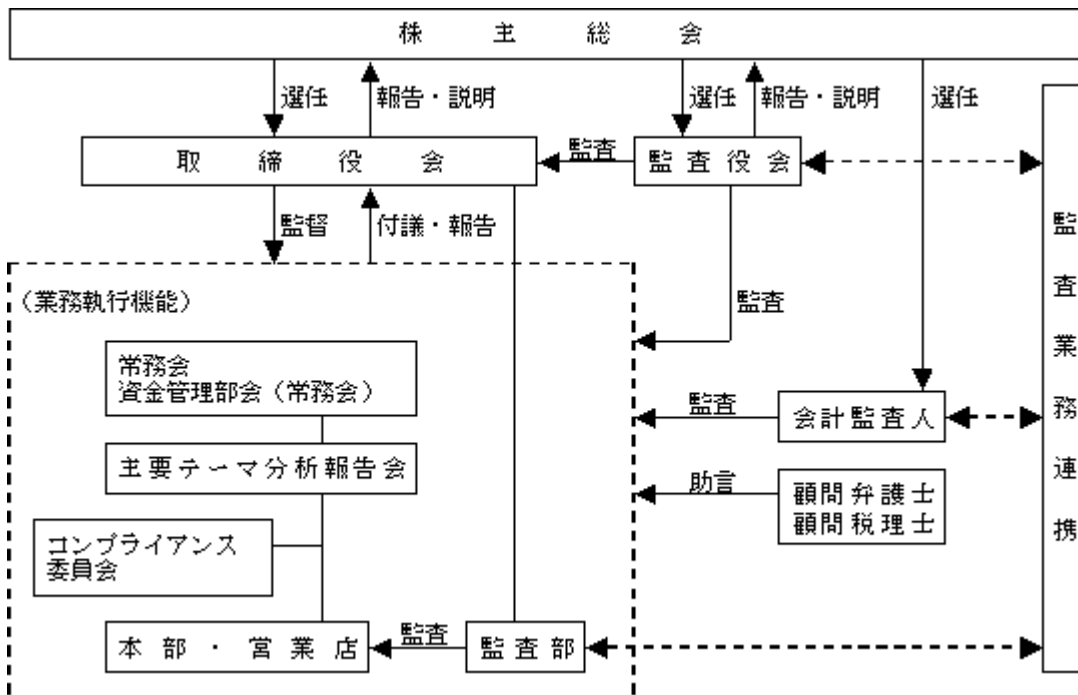 株主総会
選任
報告・説明
選任
報告・説明
選任
取締役会
監査
監査役会
監督
付議・報告
監査業務連携
（業務執行機能）
監査
常務会
資金管理部会（常務会）
監査
会計監査人
主要テーマ分析報告会
助言
顧問弁護士
顧問税理士
コンプライアンス
委員会
本部・営業店
監査
監査部